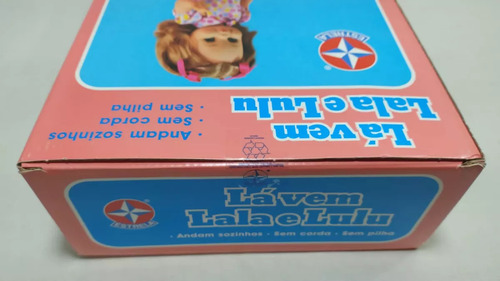 ESTRELA
Lá vem
Lala e Lulu
• Andam sozinhos
• Sem corda
• Sem pilha
ESTRELA
Lá vem
Lala e Lulu
• Andam sozinhos • Sem corda • Sem pilha